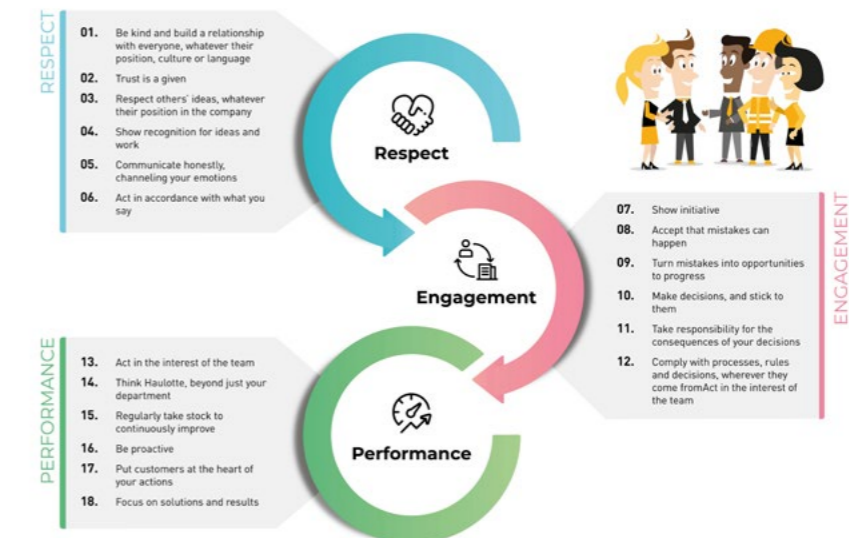 RESPECT
01. Be kind and build a relationship
with everyone, whatever their
position, culture or language
02. Trust is a given
03. Respect others' ideas, whatever
their position in the company
04. Show recognition for ideas and
work
05. Communicate honestly,
channeling your emotions
06. Act in accordance with what you
say
Respect
ENGAGEMENT
07. Show initiative
08. Accept that mistakes can
happen
09. Turn mistakes into opportunities
to progress
10. Make decisions, and stick to
them
11. Take responsibility for the
consequences of your decisions
12. Comply with processes, rules
and decisions, wherever they
come fromAct in the interest of
the team
Engagement
PERFORMANCE
13. Act in the interest of the team
14. Think Haulotte, beyond just your
department
15. Regularly take stock to
continuously improve
16. Be proactive
17. Put customers at the heart of
your actions
18. Focus on solutions and results
Performance